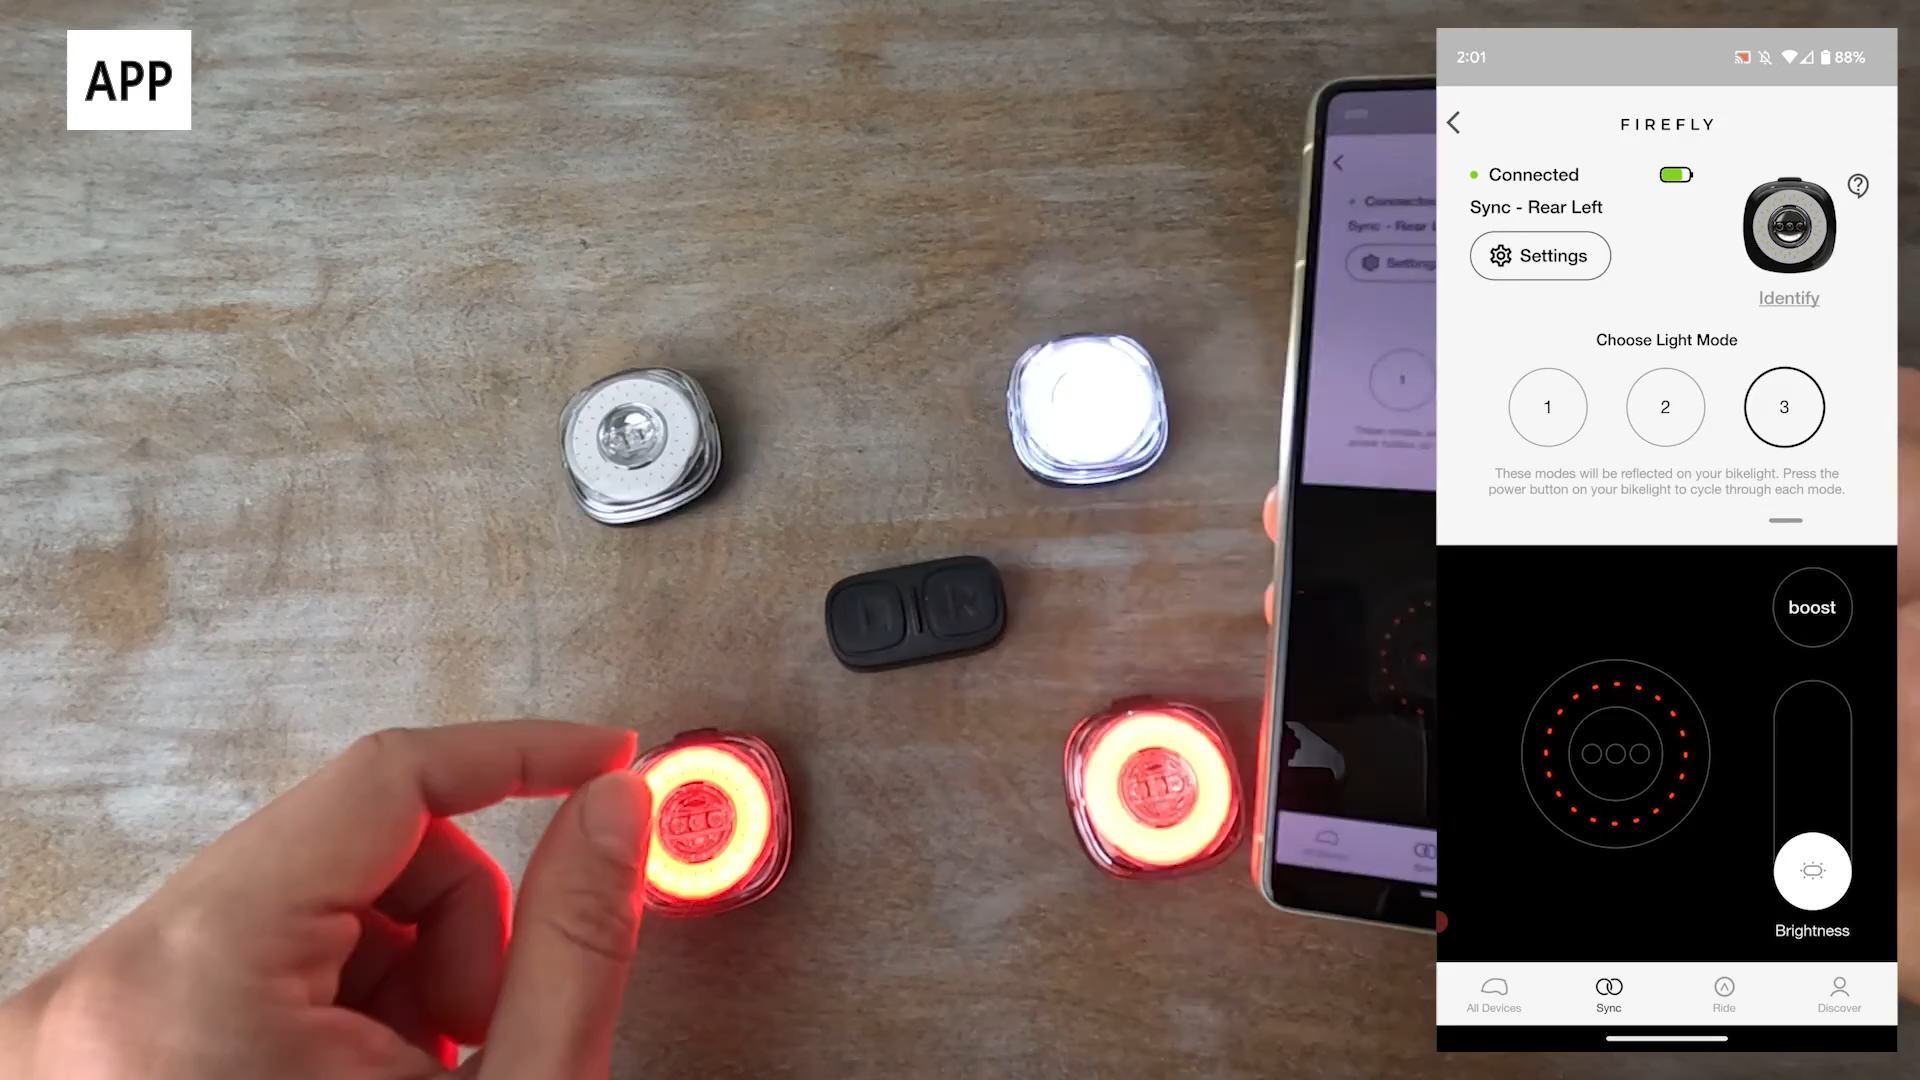 APP
2:01
88%
FIREFLY
Connected
Sync - Rear Left
Settings
Identify
Choose Light Mode
1
2
3
These modes will be reflected on your bikelight. Press the
power button on your bikelight to cycle through each mode.
boost
Brightness
All Devices
Sync
Ride
Discover